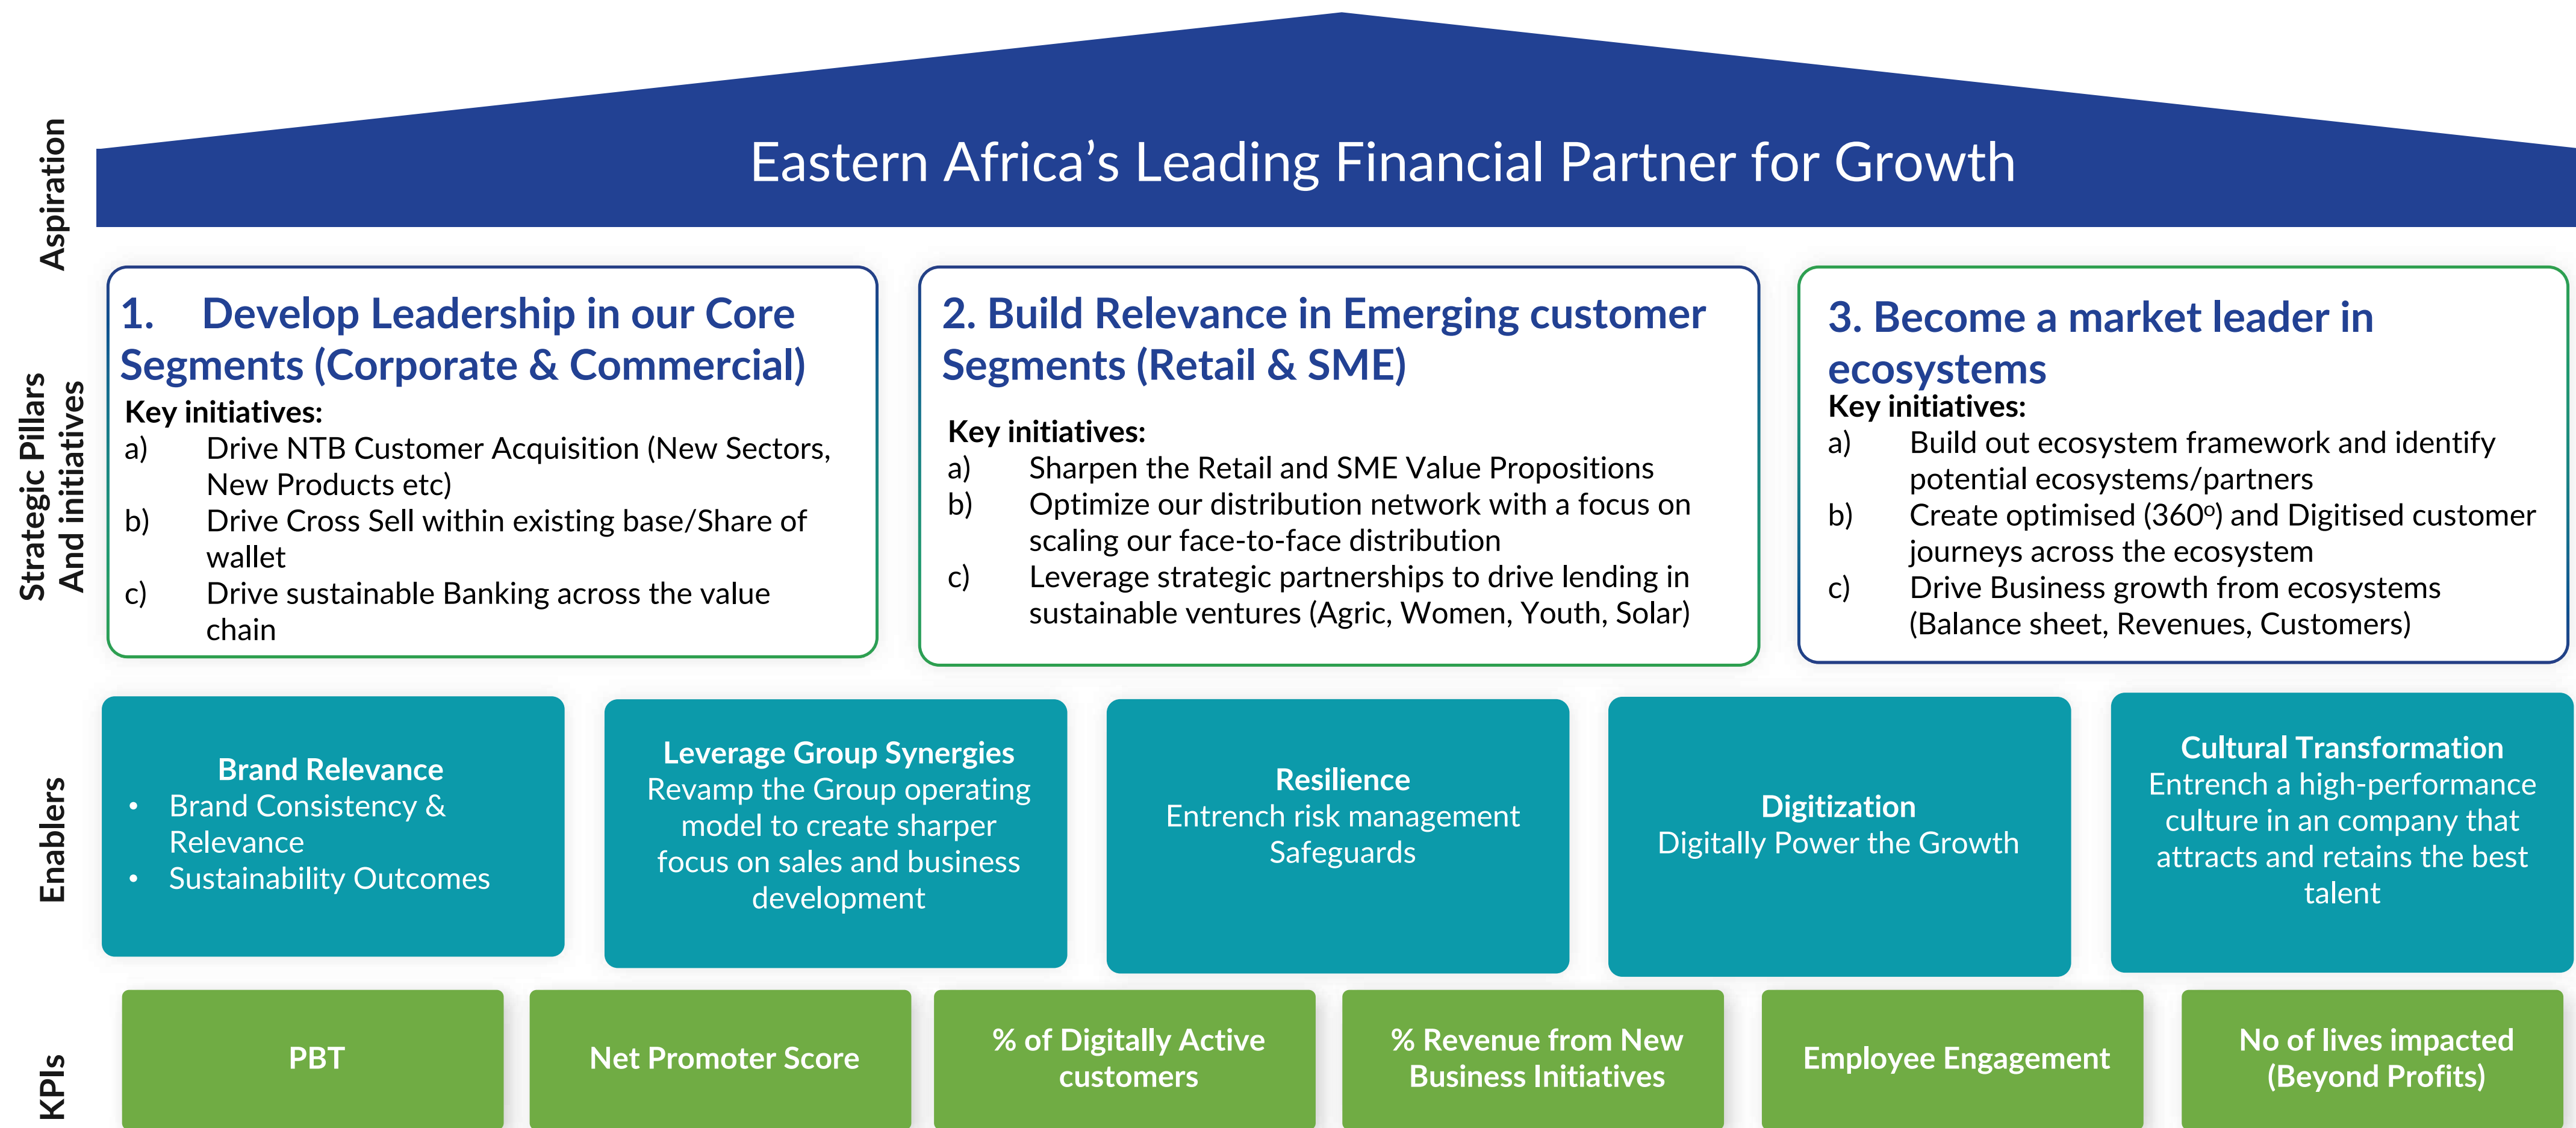 Aspiration
Eastern Africa’s Leading Financial Partner for Growth
Strategic Pillars
And initiatives
1. Develop Leadership in our Core
Segments (Corporate & Commercial)
Key initiatives:
a) Drive NTB Customer Acquisition (New Sectors,
New Products etc)
b) Drive Cross Sell within existing base/Share of
wallet
c) Drive sustainable Banking across the value
chain
2. Build Relevance in Emerging customer
Segments (Retail & SME)
Key initiatives:
a) Sharpen the Retail and SME Value Propositions
b) Optimize our distribution network with a focus on
scaling our face-to-face distribution
c) Leverage strategic partnerships to drive lending in
sustainable ventures (Agric, Women, Youth, Solar)
3. Become a market leader in
ecosystems
Key initiatives:
a) Build out ecosystem framework and identify
potential ecosystems/partners
b) Create optimised (360º) and Digitised customer
journeys across the ecosystem
c) Drive Business growth from ecosystems
(Balance sheet, Revenues, Customers)
Enablers
Brand Relevance
• Brand Consistency &
Relevance
• Sustainability Outcomes
Leverage Group Synergies
Revamp the Group operating
model to create sharper
focus on sales and business
development
Resilience
Entrench risk management
Safeguards
Digitization
Digitally Power the Growth
Cultural Transformation
Entrench a high-performance
culture in an company that
attracts and retains the best
talent
KPIs
PBT
Net Promoter Score
% of Digitally Active
customers
% Revenue from New
Business Initiatives
Employee Engagement
No of lives impacted
(Beyond Profits)